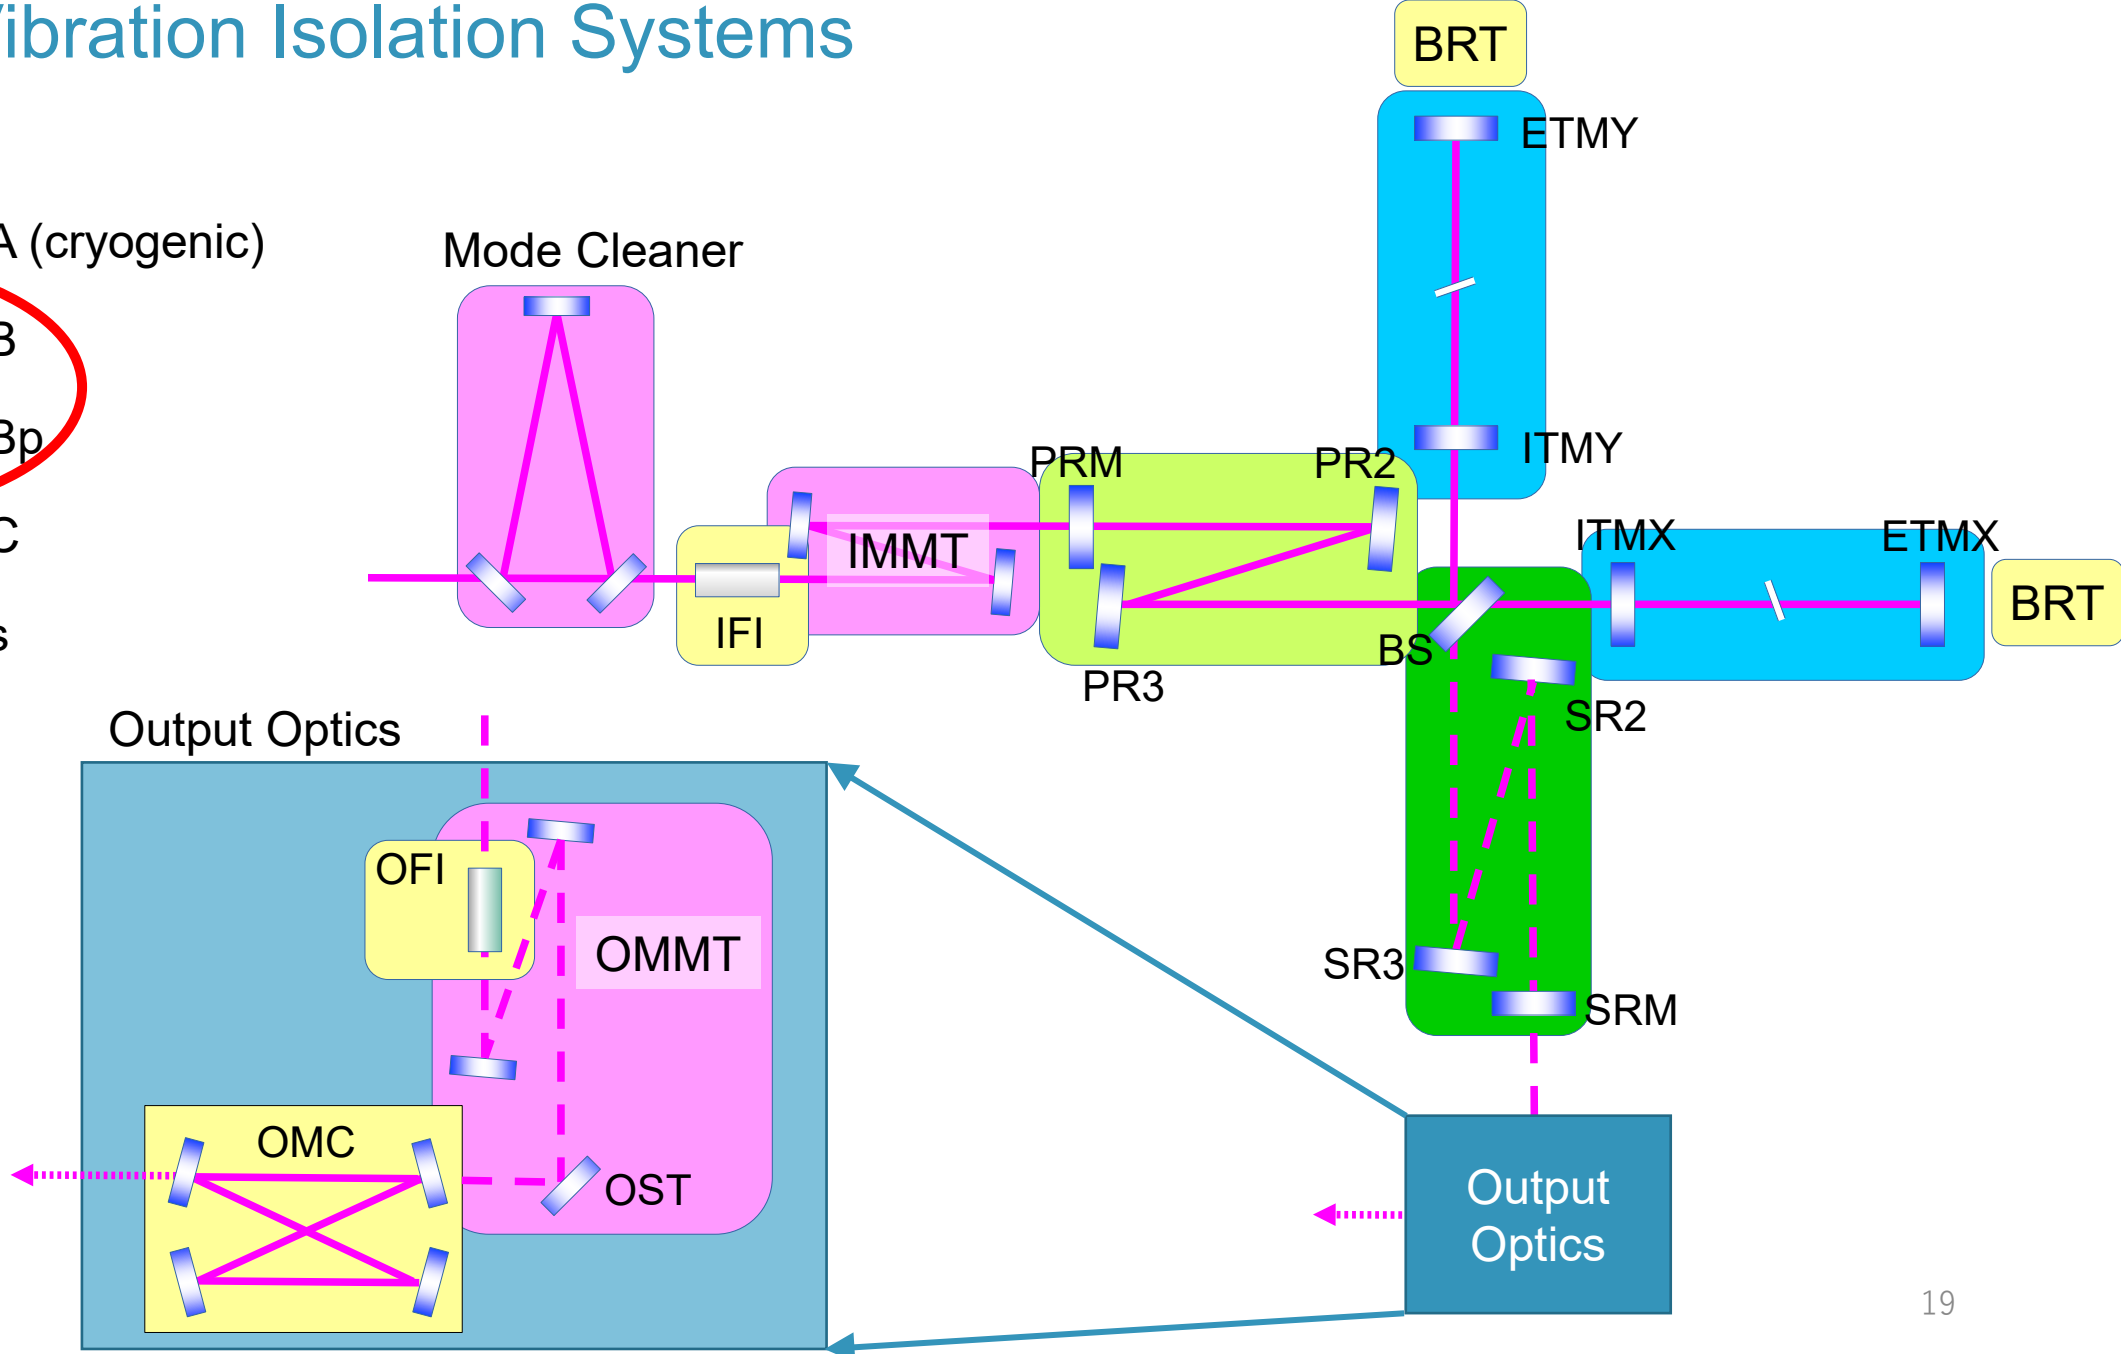 ibration Isolation Systems
A (cryogenic)
B
Bp
C
s
Mode Cleaner
IFI
IMMT
PRM
PR2
PR3
BRT
ETMY
ITMY
ITMX
ETMX
BRT
BS
SR2
SR3
SRM
Output Optics
OFI
OMMT
OMC
OST
Output
Optics
19